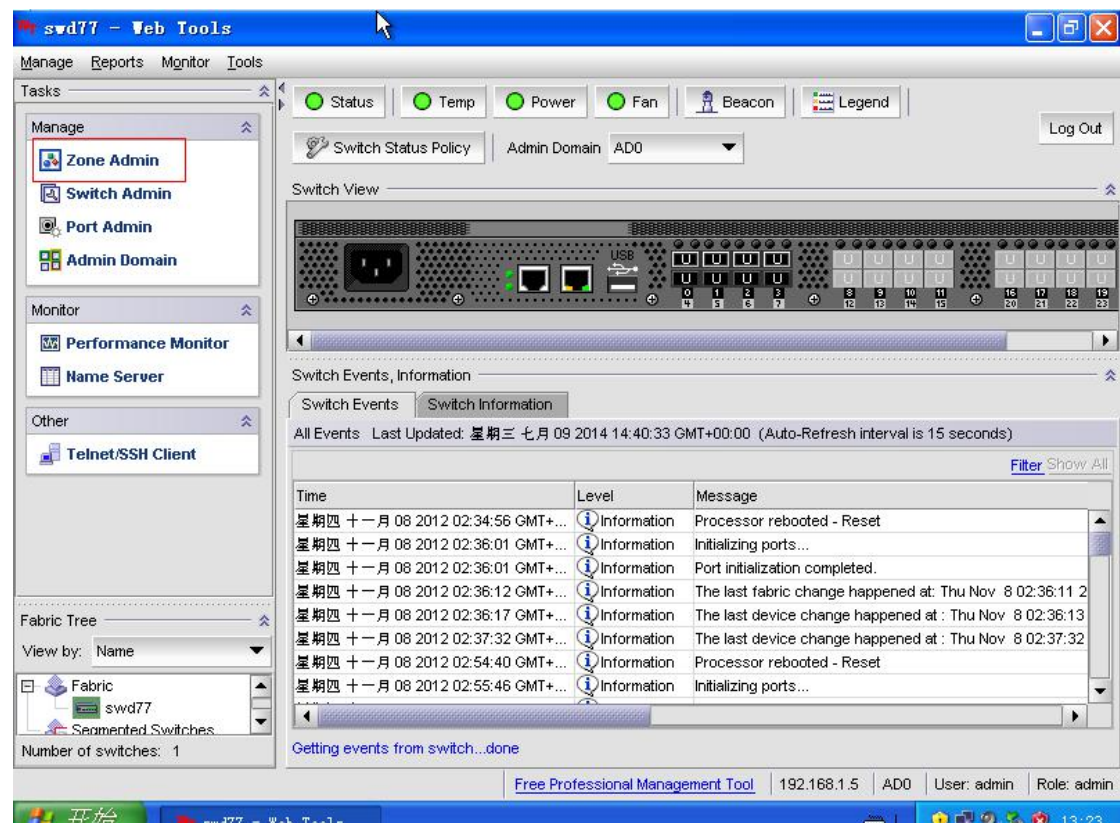 swd77 - Web Tools
Manage Reports Monitor Tools
Tasks
Manage
Zone Admin
Switch Admin
Port Admin
Admin Domain
Monitor
Performance Monitor
Name Server
Other
Telnet/SSH Client
Fabric Tree
View by: Name
Fabric
swd77
Segmented Switches
Number of switches: 1
Status Temp Power Fan Beacon Legend
Log Out
Switch Status Policy Admin Domain AD0
Switch View
USB
0 1 2 3 8 9 10 11 16 17 18 19
4 5 6 7 12 13 14 15 20 21 22 23
Switch Events, Information
Switch Events Switch Information
All Events Last Updated: 星期三 七月 09 2014 14:40:33 GMT+00:00 (Auto-Refresh interval is 15 seconds)
Filter Show All
Time Level Message
星期四 十一月 08 2012 02:34:56 GMT+... Information Processor rebooted - Reset
星期四 十一月 08 2012 02:36:01 GMT+... Information Initializing ports...
星期四 十一月 08 2012 02:36:01 GMT+... Information Port initialization completed.
星期四 十一月 08 2012 02:36:12 GMT+... Information The last fabric change happened at: Thu Nov 8 02:36:11 2
星期四 十一月 08 2012 02:36:17 GMT+... Information The last device change happened at : Thu Nov 8 02:36:13
星期四 十一月 08 2012 02:37:32 GMT+... Information The last device change happened at : Thu Nov 8 02:37:32
星期四 十一月 08 2012 02:54:40 GMT+... Information Processor rebooted - Reset
星期四 十一月 08 2012 02:55:46 GMT+... Information Initializing ports...
Getting events from switch...done
Free Professional Management Tool 192.168.1.5 AD0 User: admin Role: admin
开始 swd77 - Web Tools 13:23